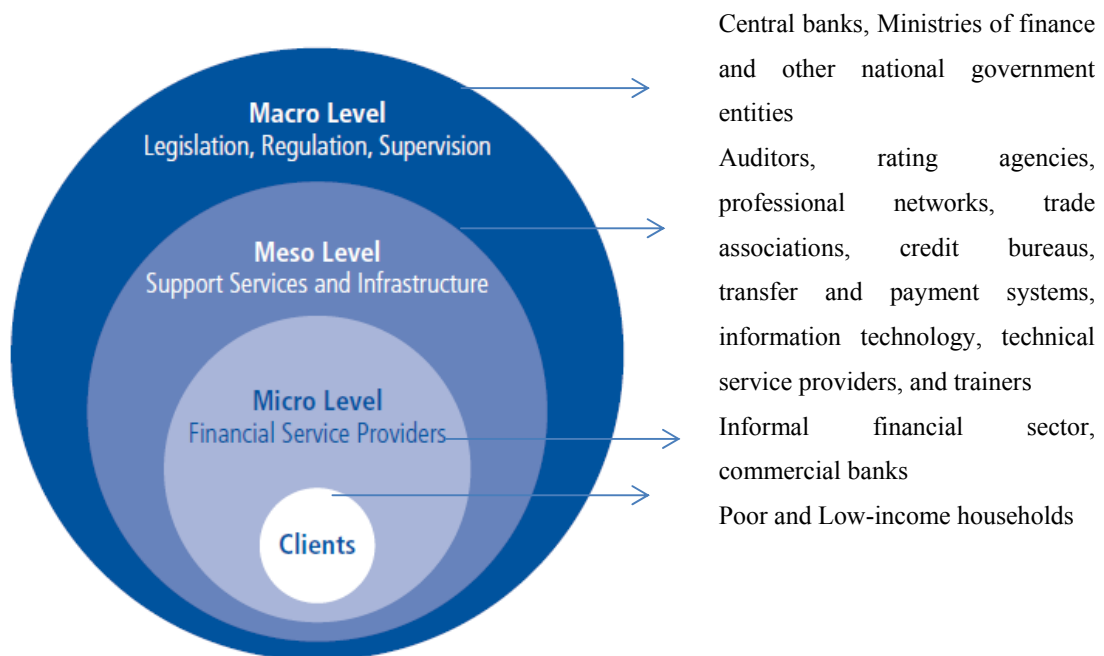 Macro Level
Legislation, Regulation, Supervision
Meso Level
Support Services and Infrastructure
Micro Level
Financial Service Providers
Clients
Central banks, Ministries of finance
and other national government
entities
Auditors, rating agencies,
professional networks, trade
associations, credit bureaus,
transfer and payment systems,
information technology, technical
service providers, and trainers
Informal financial sector,
commercial banks
Poor and Low-income households